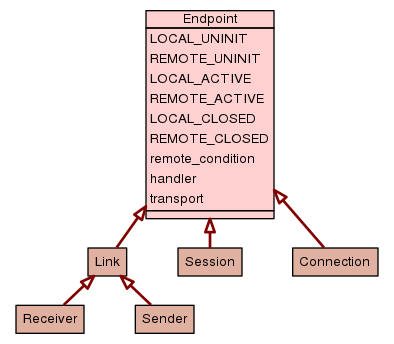 Endpoint
LOCAL_UNINIT
REMOTE_UNINIT
LOCAL_ACTIVE
REMOTE_ACTIVE
LOCAL_CLOSED
REMOTE_CLOSED
remote_condition
handler
transport
Link
Session
Connection
Receiver
Sender